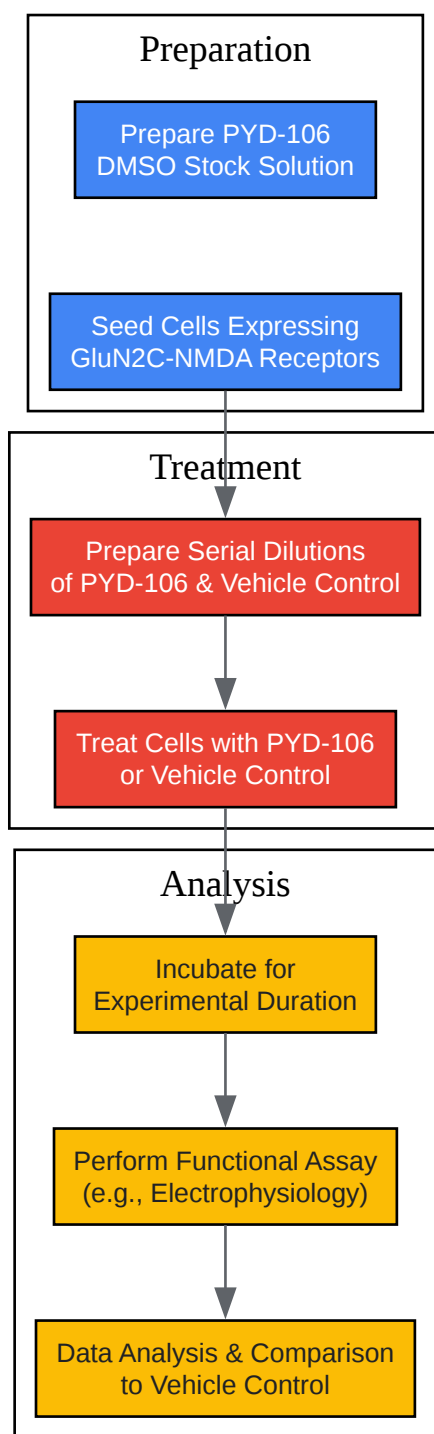 Preparation
Prepare PYD-106
DMSO Stock Solution
Seed Cells Expressing
GluN2C-NMDA Receptors
Treatment
Prepare Serial Dilutions
of PYD-106 & Vehicle Control
Treat Cells with PYD-106
or Vehicle Control
Analysis
Incubate for
Experimental Duration
Perform Functional Assay
(e.g., Electrophysiology)
Data Analysis & Comparison
to Vehicle Control